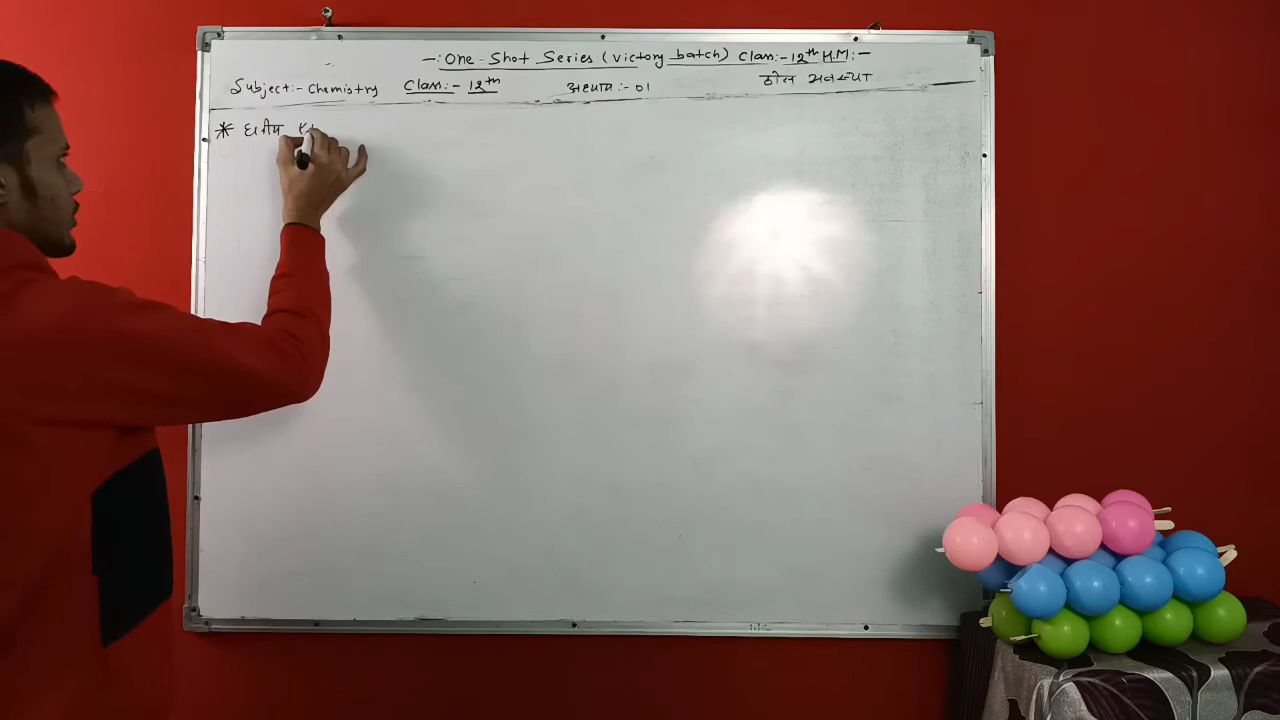 -: One-Shot Series (victory batch) Class:-12th H.M:-
Subject:- Chemistry Class:- 12th अध्याय :- 01 ठोस अवस्था
*